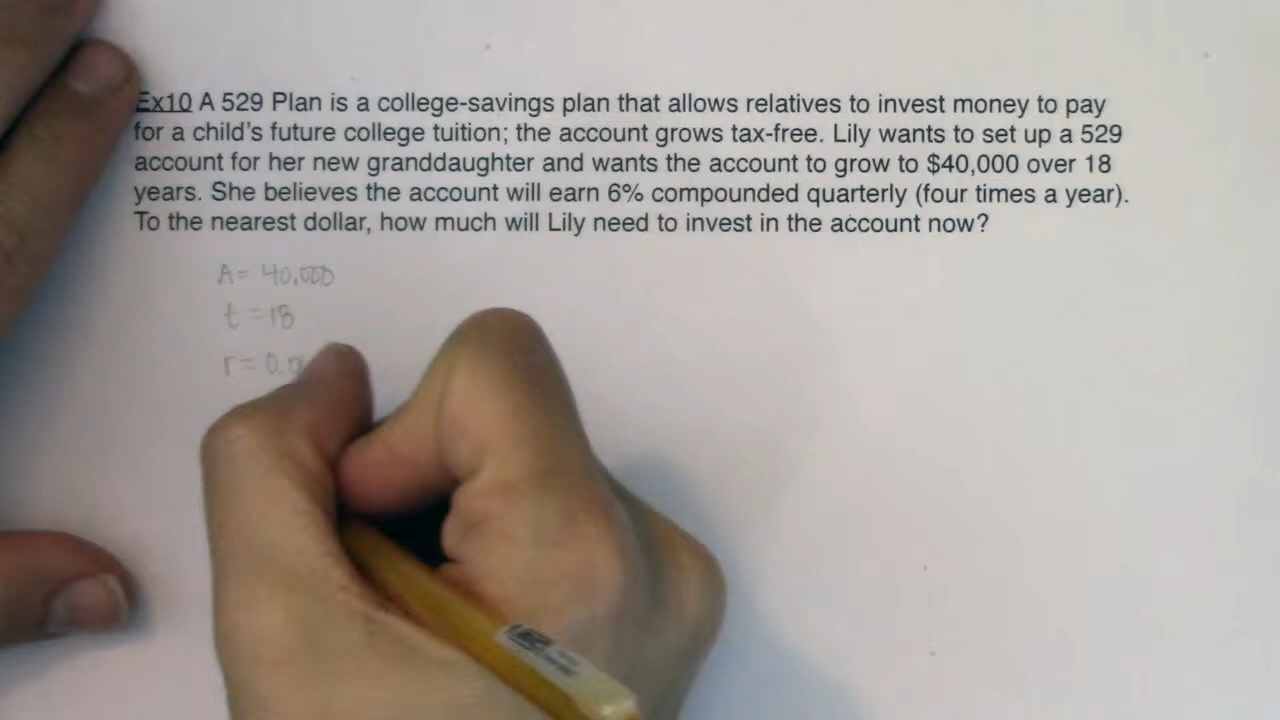 Ex10 A 529 Plan is a college-savings plan that allows relatives to invest money to pay
for a child's future college tuition; the account grows tax-free. Lily wants to set up a 529
account for her new granddaughter and wants the account to grow to $40,000 over 18
years. She believes the account will earn 6% compounded quarterly (four times a year).
To the nearest dollar, how much will Lily need to invest in the account now?
A = 40,000
t = 18
r = 0.0